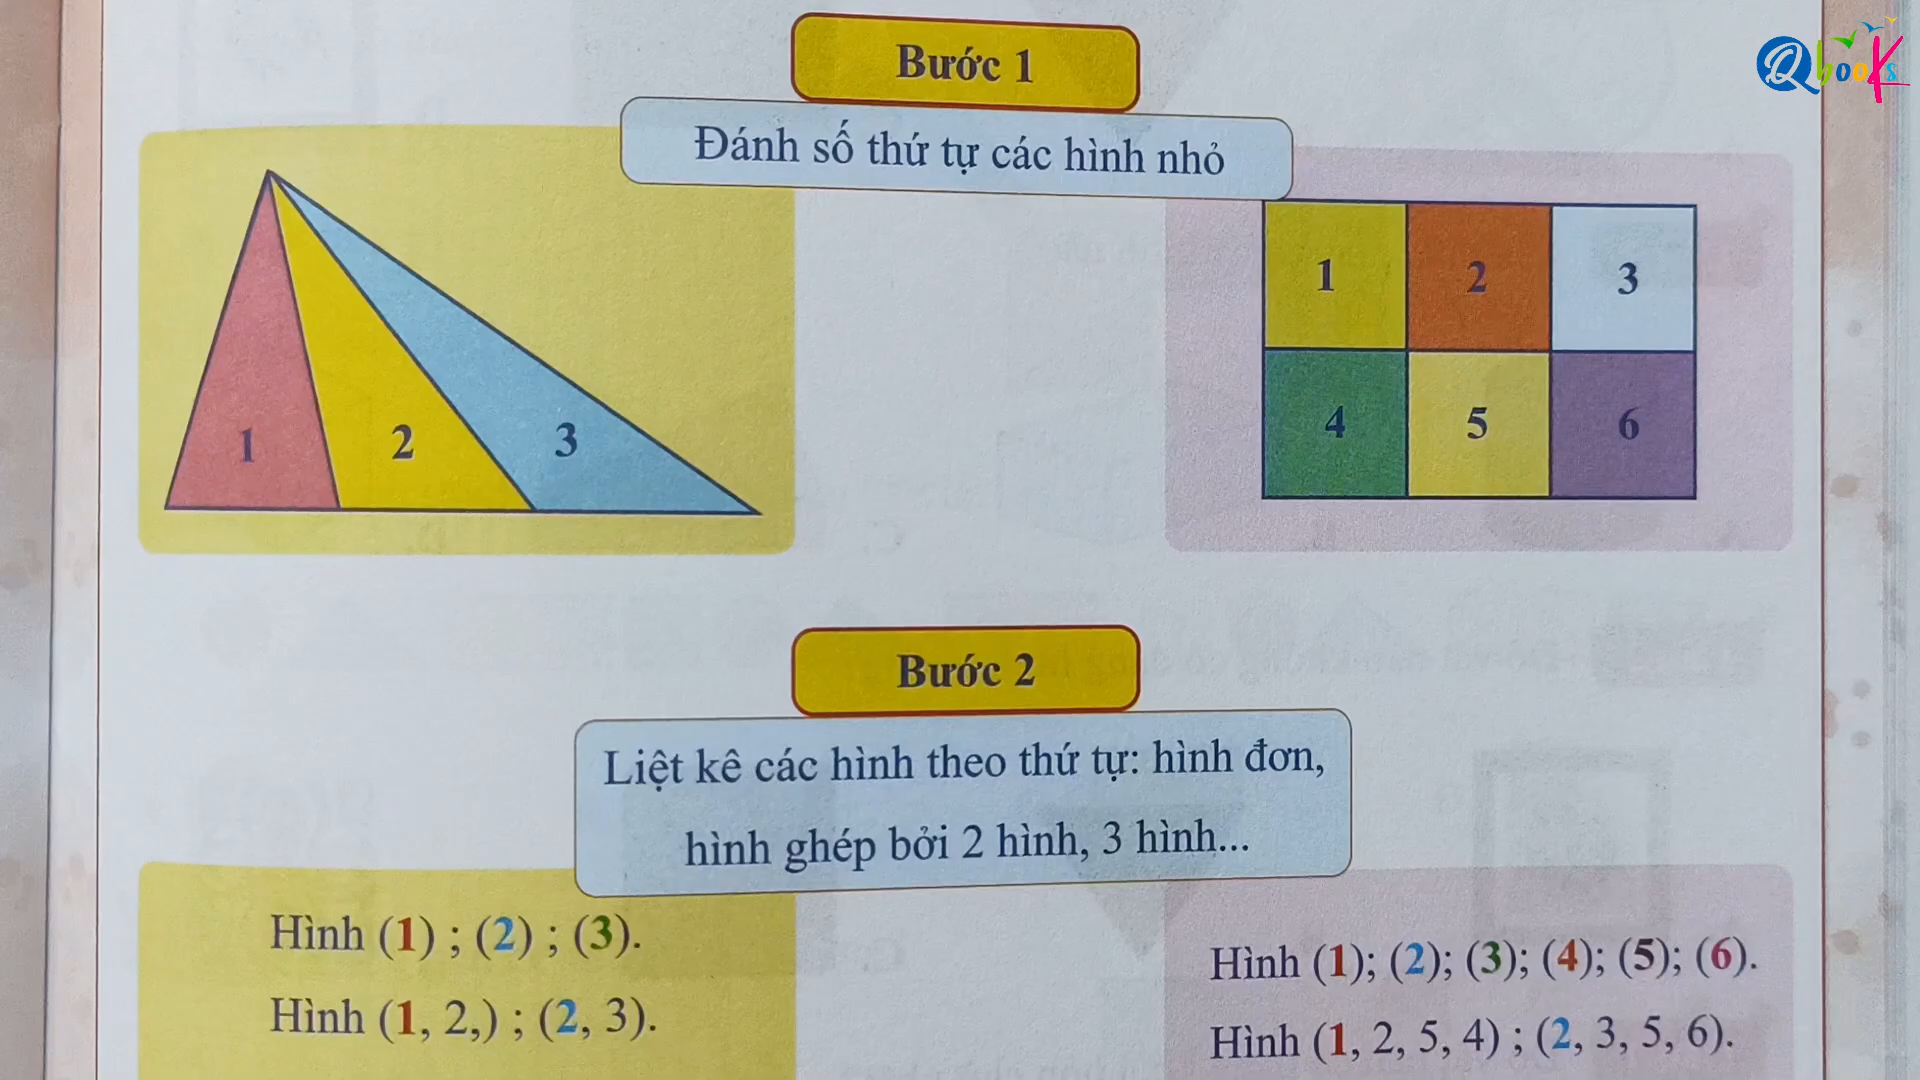 Qbooks
Bước 1
Đánh số thứ tự các hình nhỏ
1
2
3
1 2 3
4 5 6
Bước 2
Liệt kê các hình theo thứ tự: hình đơn,
hình ghép bởi 2 hình, 3 hình...
Hình (1) ; (2) ; (3).
Hình (1, 2,) ; (2, 3).
Hình (1); (2); (3); (4); (5); (6).
Hình (1, 2, 5, 4) ; (2, 3, 5, 6).